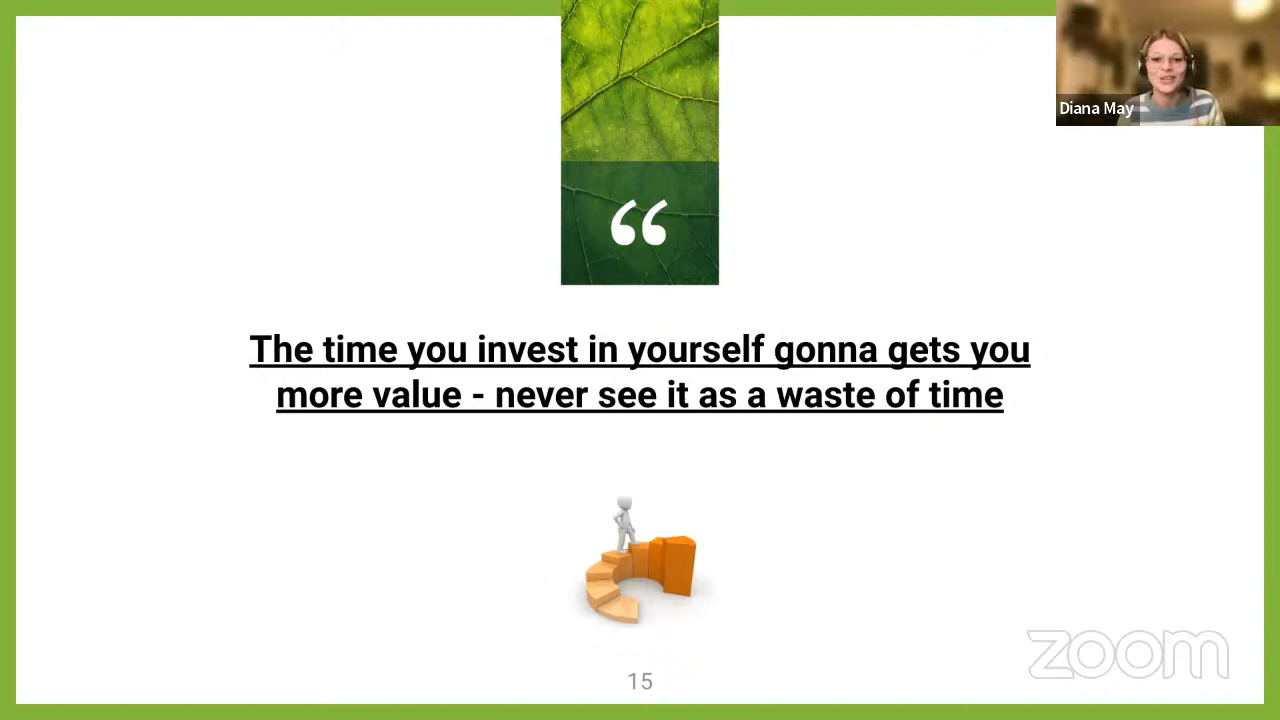 Diana May
“
The time you invest in yourself gonna gets you
more value - never see it as a waste of time
zoom
15